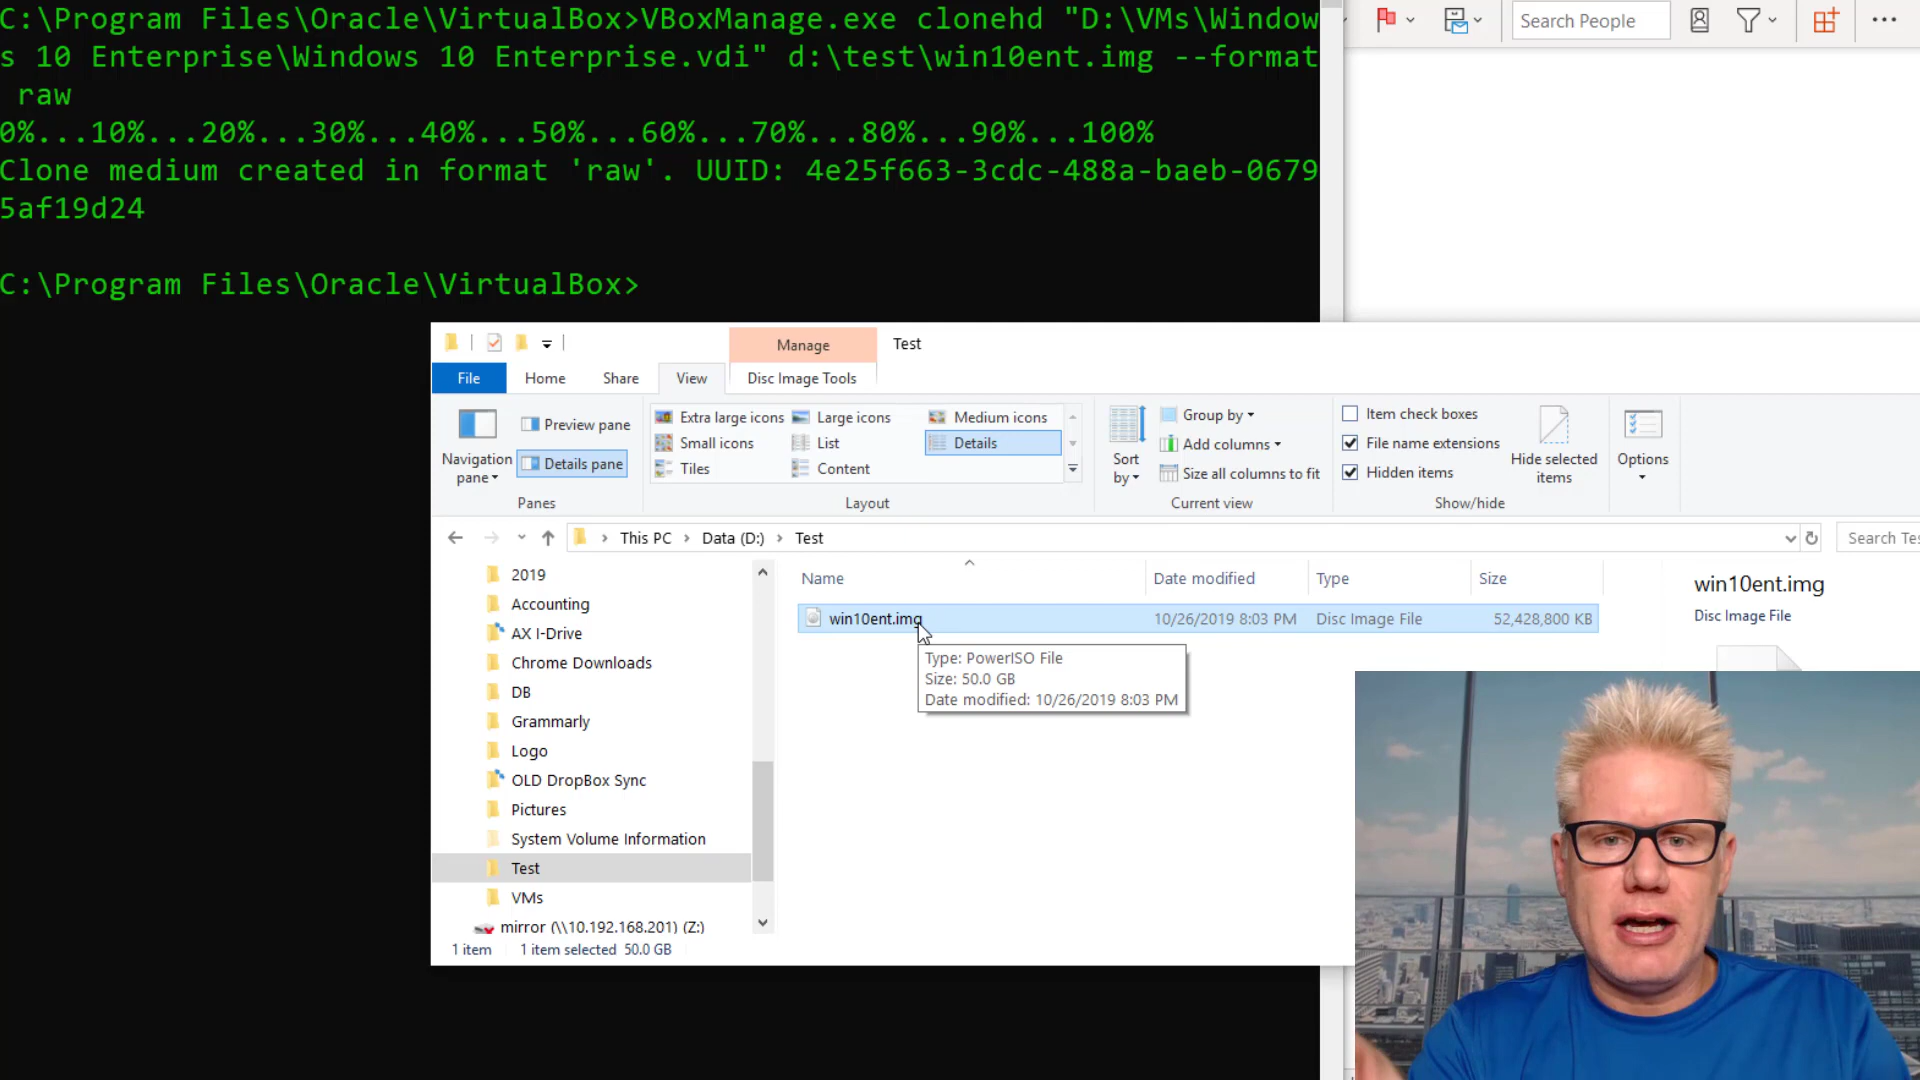 C:\Program Files\Oracle\VirtualBox>VBoxManage.exe clonehd "D:\VMs\Window
s 10 Enterprise\Windows 10 Enterprise.vdi" d:\test\win10ent.img --format
raw
0%...10%...20%...30%...40%...50%...60%...70%...80%...90%...100%
Clone medium created in format 'raw'. UUID: 4e25f663-3cdc-488a-baeb-0679
5af19d24
C:\Program Files\Oracle\VirtualBox>
Search People
Manage
Test
File
Home
Share
View
Disc Image Tools
Navigation
pane
Preview pane
Details pane
Panes
Extra large icons
Large icons
Medium icons
Small icons
List
Details
Tiles
Content
Layout
Sort
by
Group by
Add columns
Size all columns to fit
Current view
Item check boxes
File name extensions
Hidden items
Hide selected
items
Show/hide
Options
This PC
Data (D:)
Test
Search Tes
2019
Accounting
AX I-Drive
Chrome Downloads
DB
Grammarly
Logo
OLD DropBox Sync
Pictures
System Volume Information
Test
VMs
mirror (\\10.192.168.201) (Z:)
Name
Date modified
Type
Size
win10ent.img
10/26/2019 8:03 PM
Disc Image File
52,428,800 KB
Type: PowerISO File
Size: 50.0 GB
Date modified: 10/26/2019 8:03 PM
win10ent.img
Disc Image File
1 item
1 item selected 50.0 GB